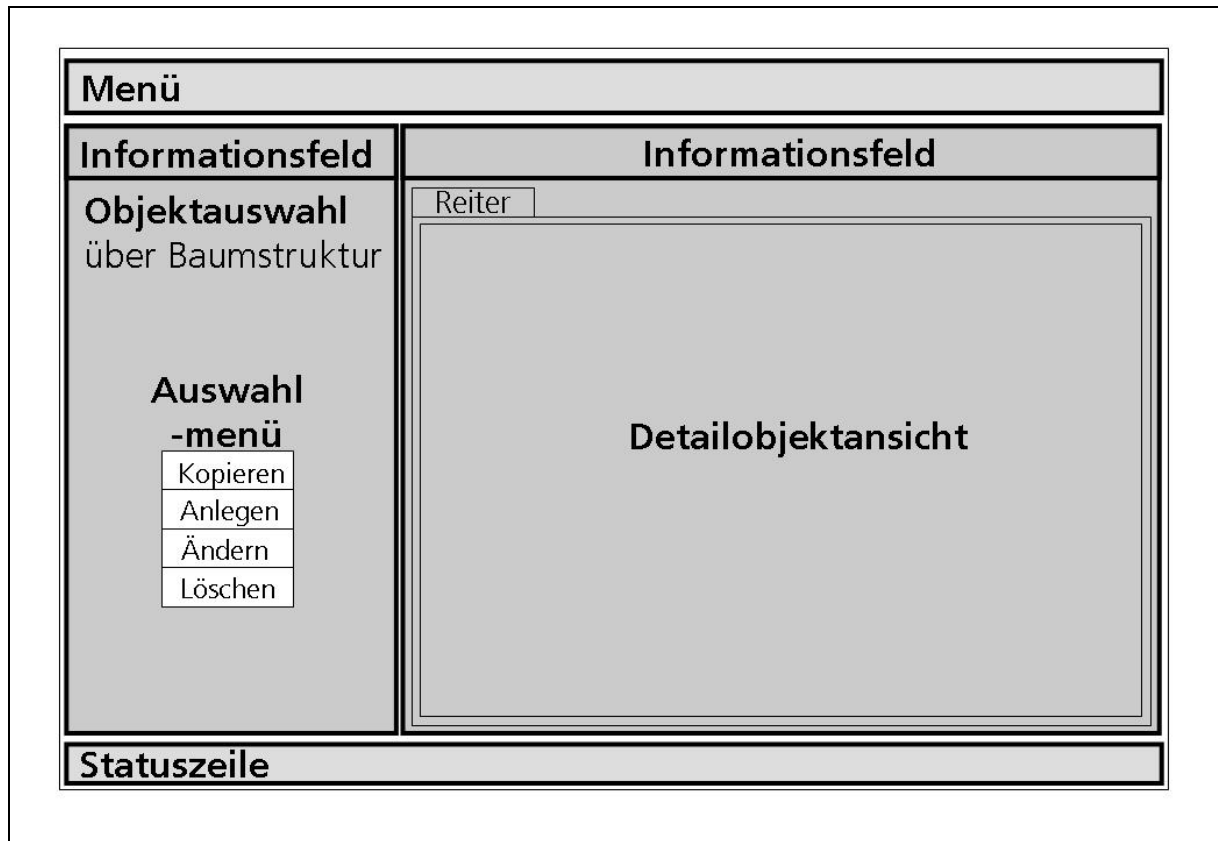 Menü
Informationsfeld
Objektauswahl
über Baumstruktur
Auswahl
-menü
Kopieren
Anlegen
Ändern
Löschen
Informationsfeld
Reiter
Detailobjektansicht
Statuszeile